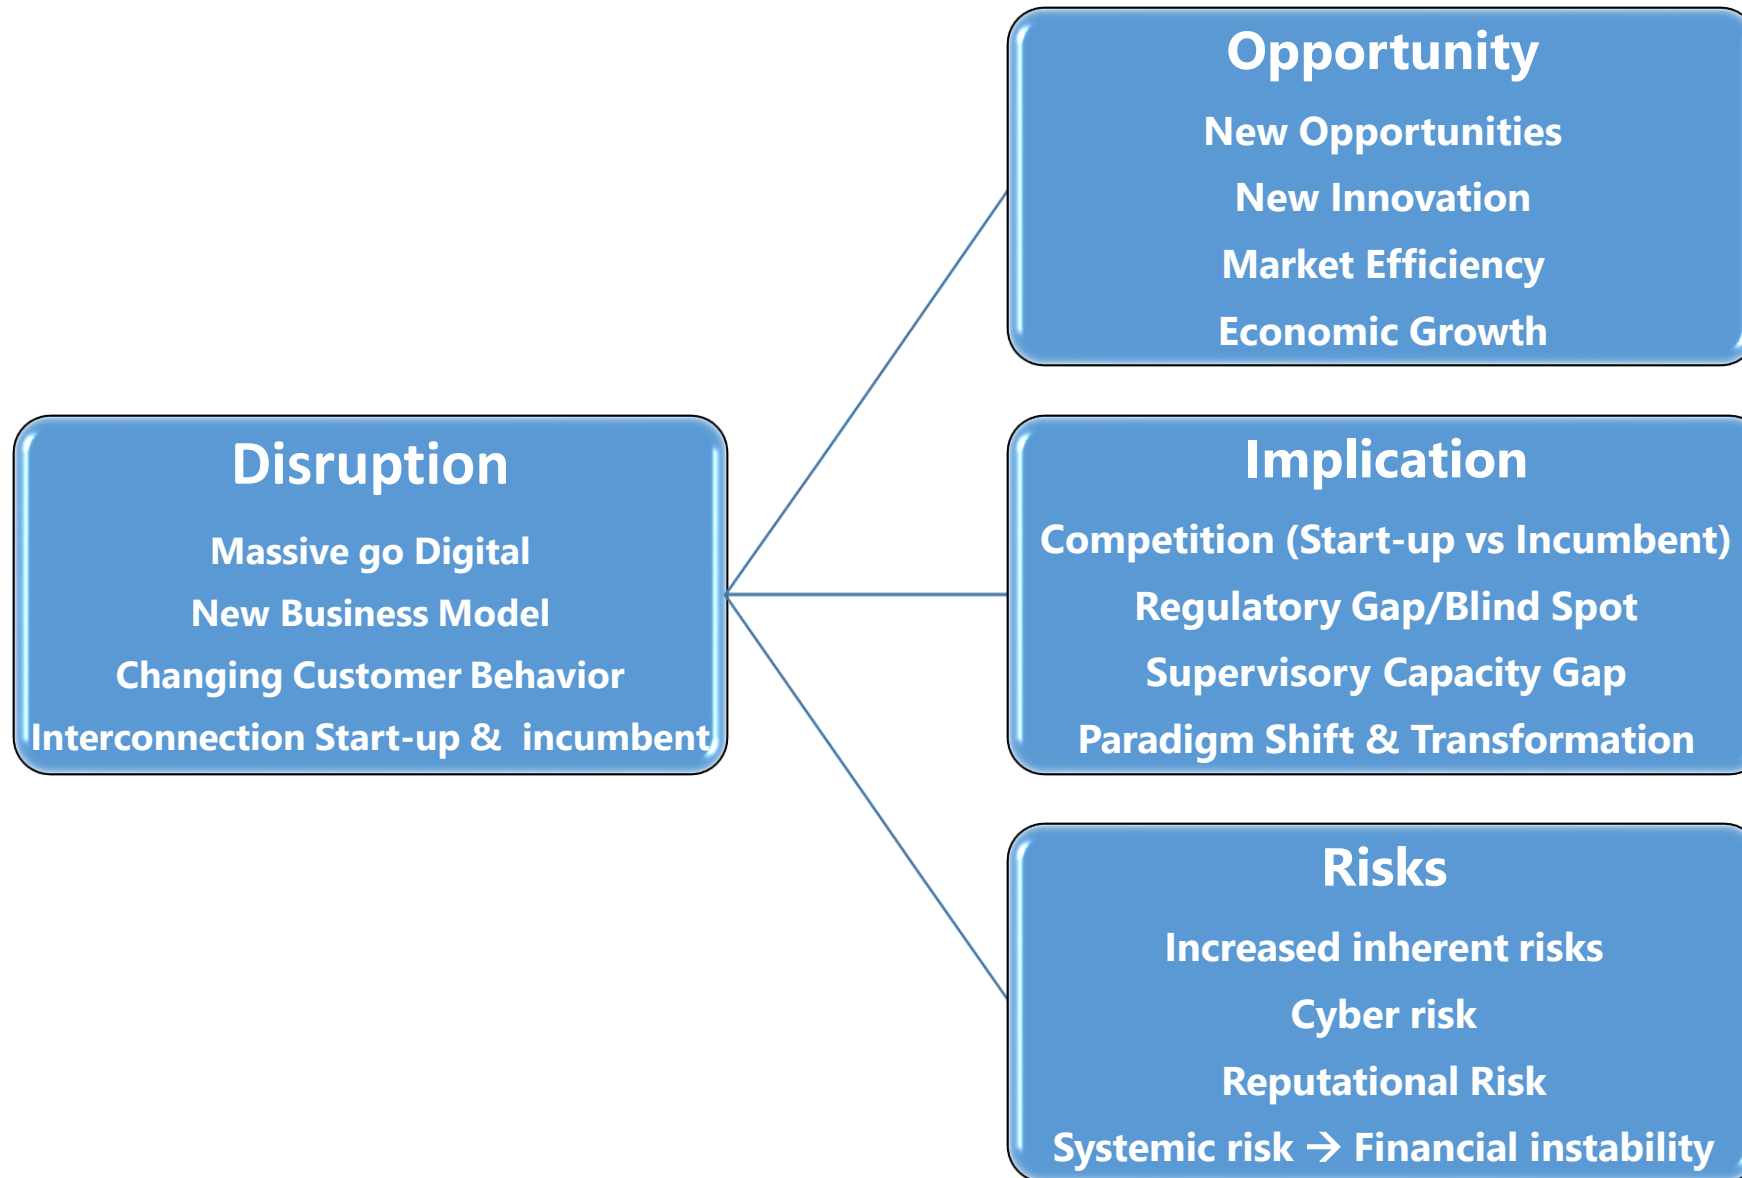 Opportunity
New Opportunities
New Innovation
Market Efficiency
Economic Growth
Disruption
Massive go Digital
New Business Model
Changing Customer Behavior
Interconnection Start-up &  incumbent
Implication
Competition (Start-up vs Incumbent)
Regulatory Gap/Blind Spot
Supervisory Capacity Gap
Paradigm Shift & Transformation
Risks
Increased inherent risks
Cyber risk
Reputational Risk
Systemic risk → Financial instability